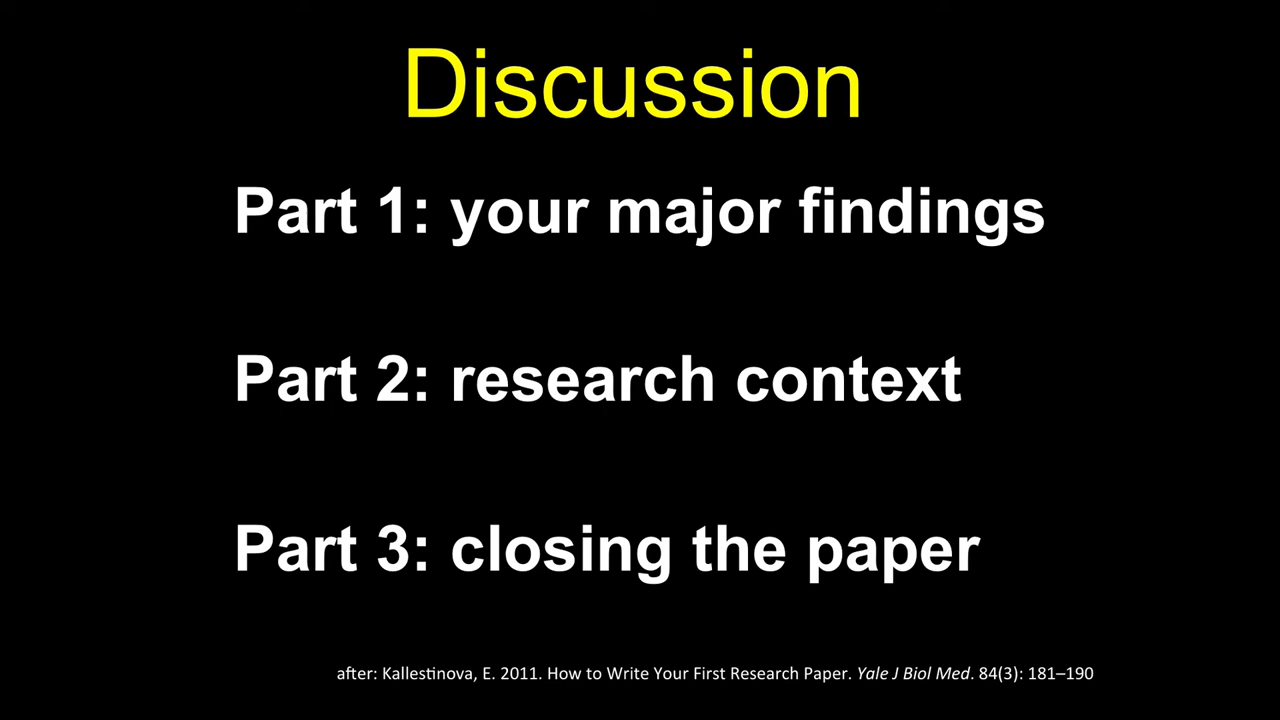 Discussion
Part 1: your major findings
Part 2: research context
Part 3: closing the paper
after: Kallestinova, E. 2011. How to Write Your First Research Paper. Yale J Biol Med. 84(3): 181–190